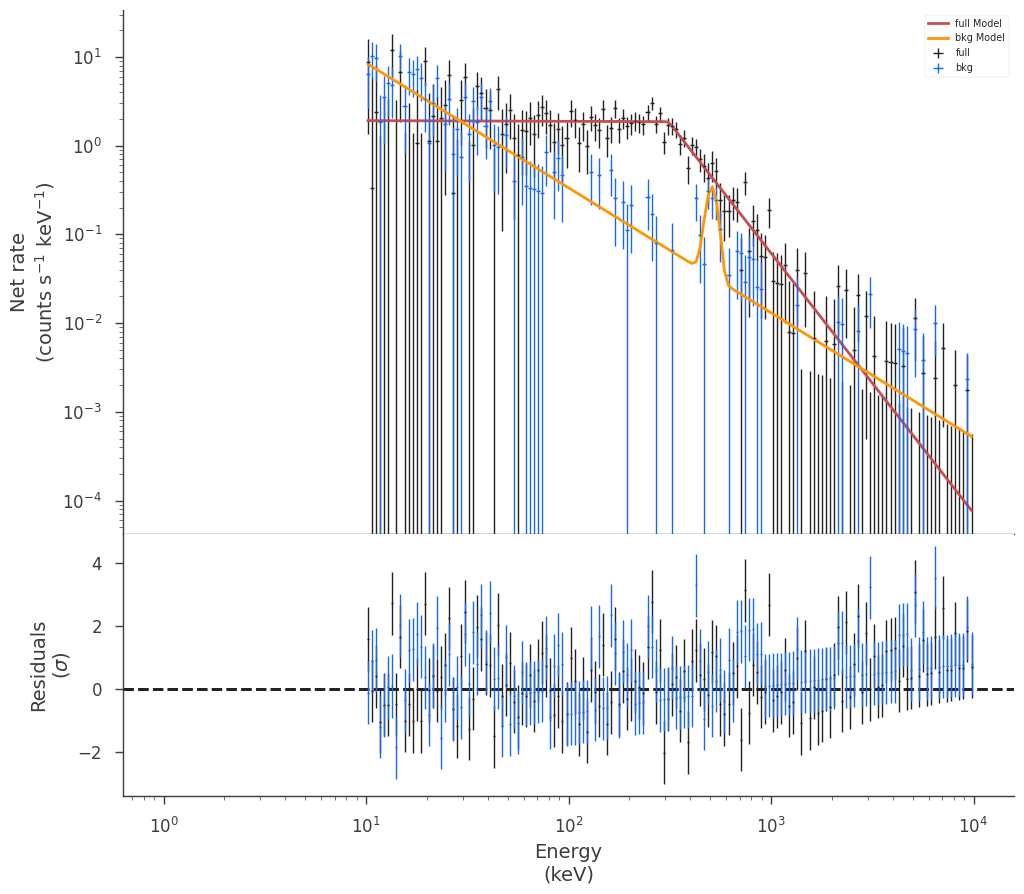 full Model
bkg Model
full
bkg
Net rate
(counts s⁻¹ keV⁻¹)
10¹
10⁰
10⁻¹
10⁻²
10⁻³
10⁻⁴
Residuals
(σ)
4
2
0
−2
10⁰
10¹
10²
10³
10⁴
Energy
(keV)